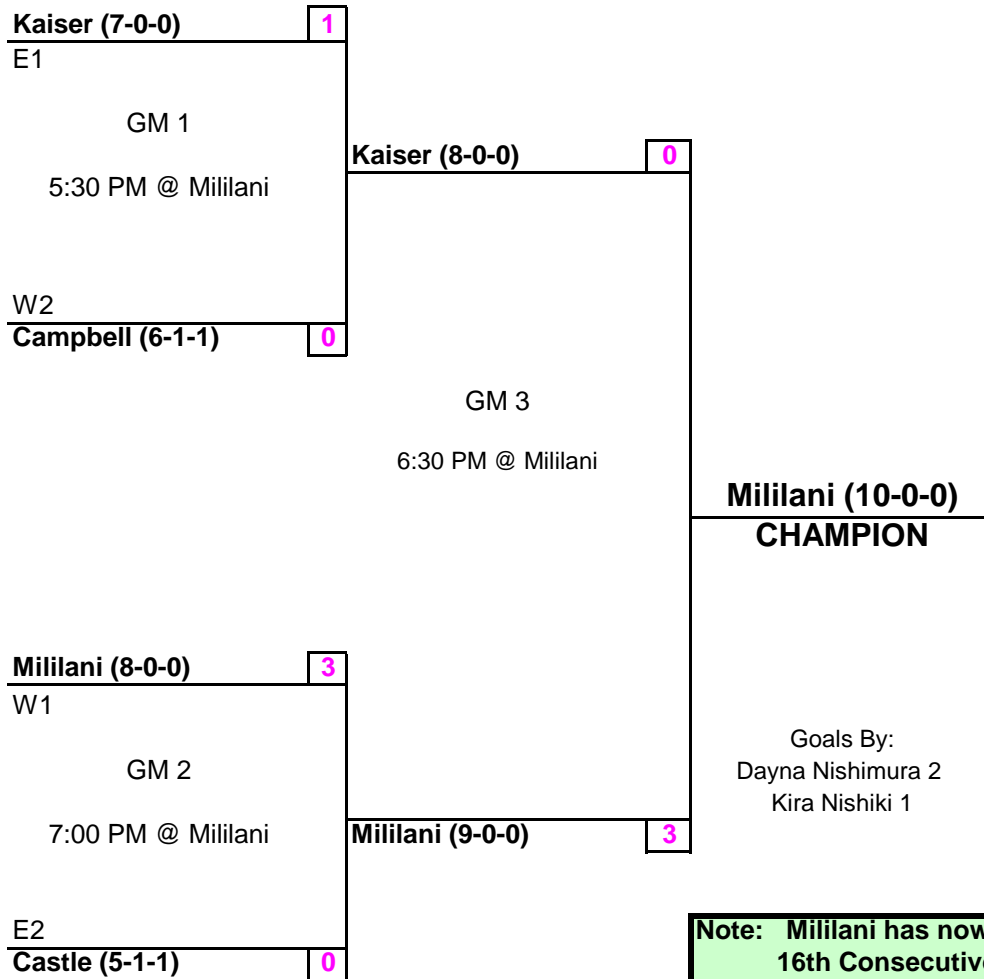 Kaiser (7-0-0) 1
E1
GM 1
5:30 PM @ Mililani
W2
Campbell (6-1-1) 0
Kaiser (8-0-0) 0
GM 3
6:30 PM @ Mililani
Mililani (8-0-0) 3
W1
GM 2
7:00 PM @ Mililani
E2
Castle (5-1-1) 0
Mililani (9-0-0) 3
Mililani (10-0-0)
CHAMPION
Goals By:
Dayna Nishimura 2
Kira Nishiki 1
Note: Mililani has now
16th Consecutive